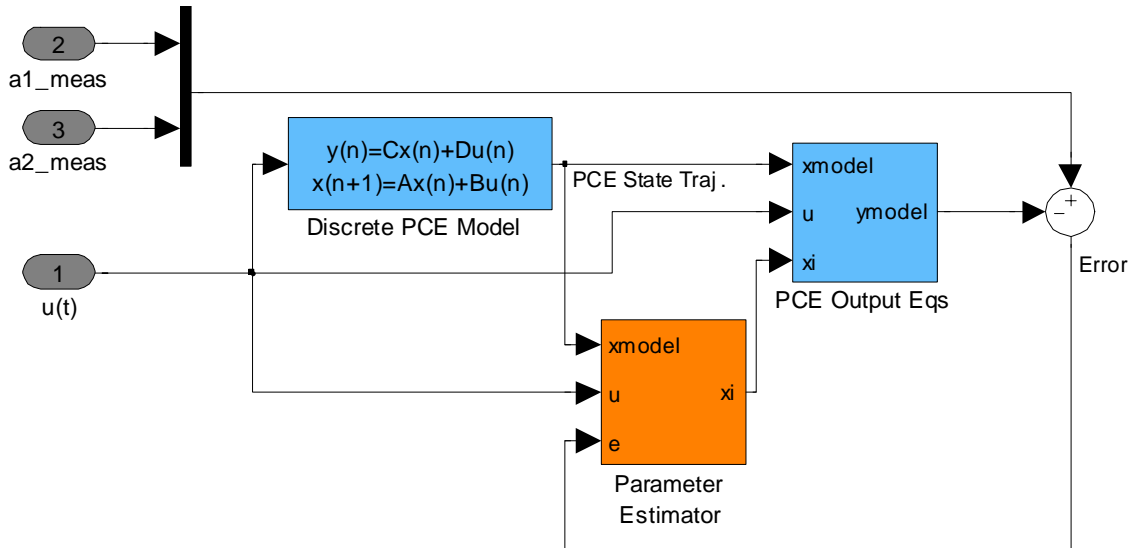 2
a1_meas
3
a2_meas
y(n)=Cx(n)+Du(n)
x(n+1)=Ax(n)+Bu(n)
Discrete PCE Model
PCE State Traj.
xmodel
u
ymodel
xi
PCE Output Eqs
+
−
Error
1
u(t)
xmodel
u
xi
e
Parameter
Estimator